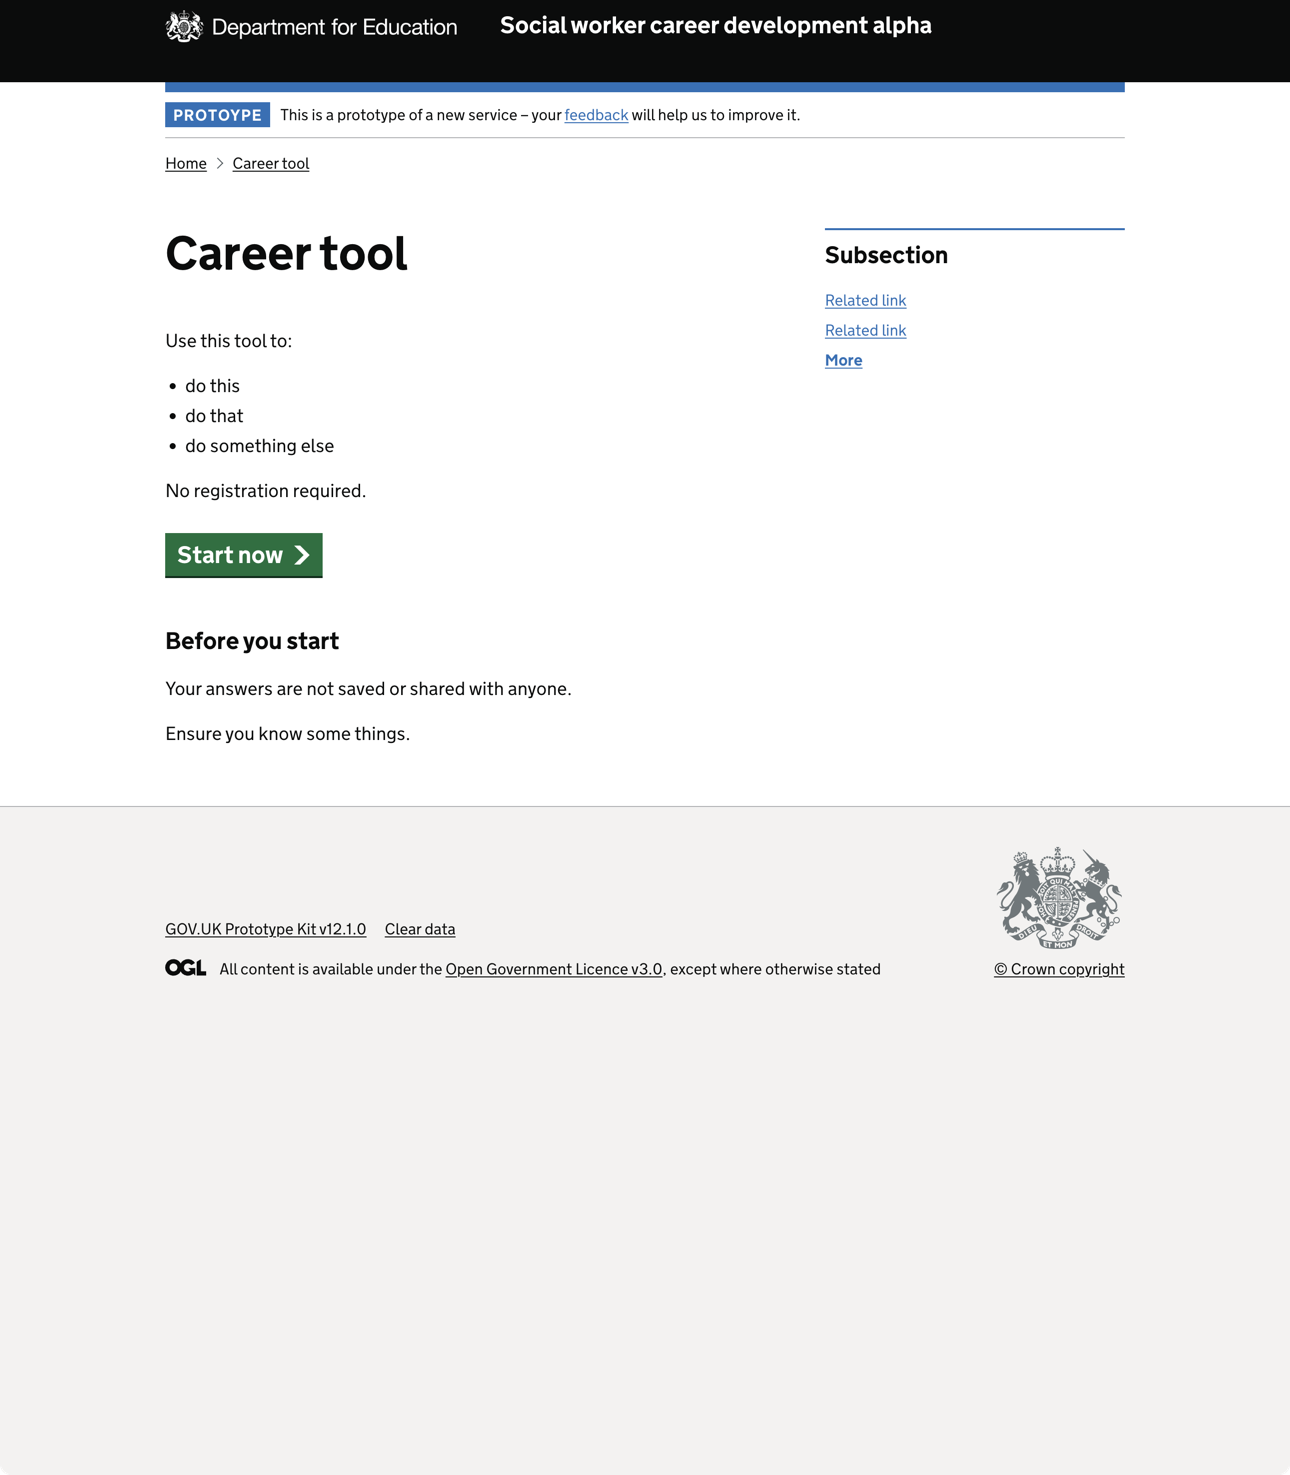 Department for Education
Social worker career development alpha
PROTOYPE
This is a prototype of a new service – your feedback will help us to improve it.
Home
Career tool
Career tool
Use this tool to:
• do this
• do that
• do something else
No registration required.
Start now
Before you start
Your answers are not saved or shared with anyone.
Ensure you know some things.
Subsection
Related link
Related link
More
GOV.UK Prototype Kit v12.1.0
Clear data
OGL
All content is available under the Open Government Licence v3.0, except where otherwise stated
DIEU ET MON DROIT
© Crown copyright